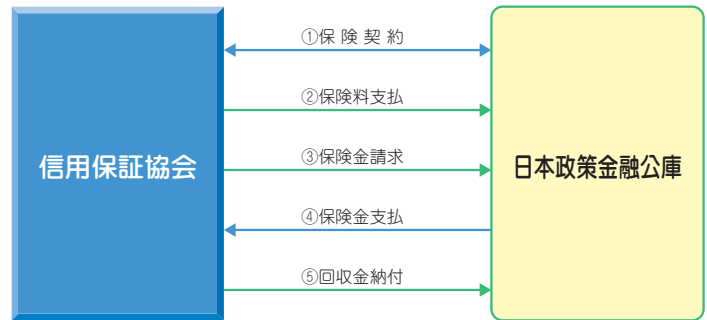 ①保険契約
②保険料支払
③保険金請求
④保険金支払
⑤回収金納付
信用保証協会
日本政策金融公庫